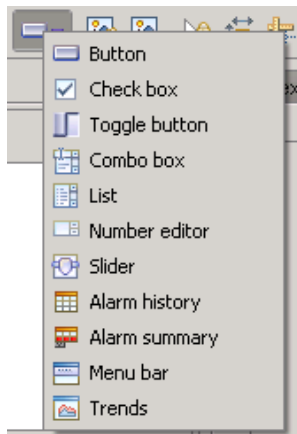 Button
Check box
Toggle button
Combo box
List
Number editor
Slider
Alarm history
Alarm summary
Menu bar
Trends